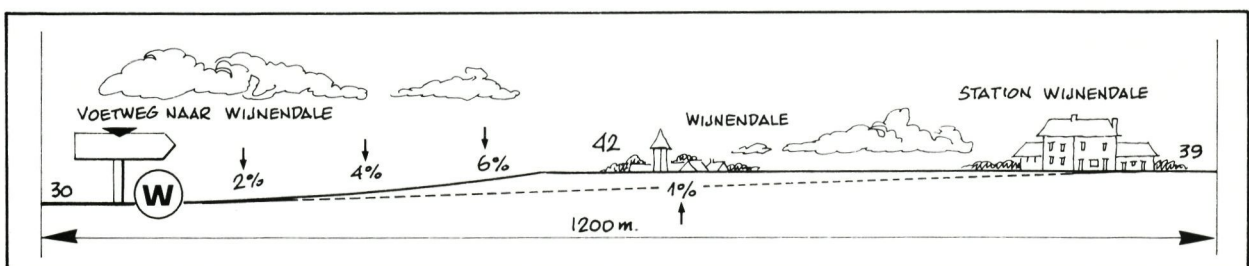 VOETWEG NAAR WIJNENDALE
STATION WIJNENDALE
WIJNENDALE
42
39
2%
4%
6%
30
W
1%
1200 m.